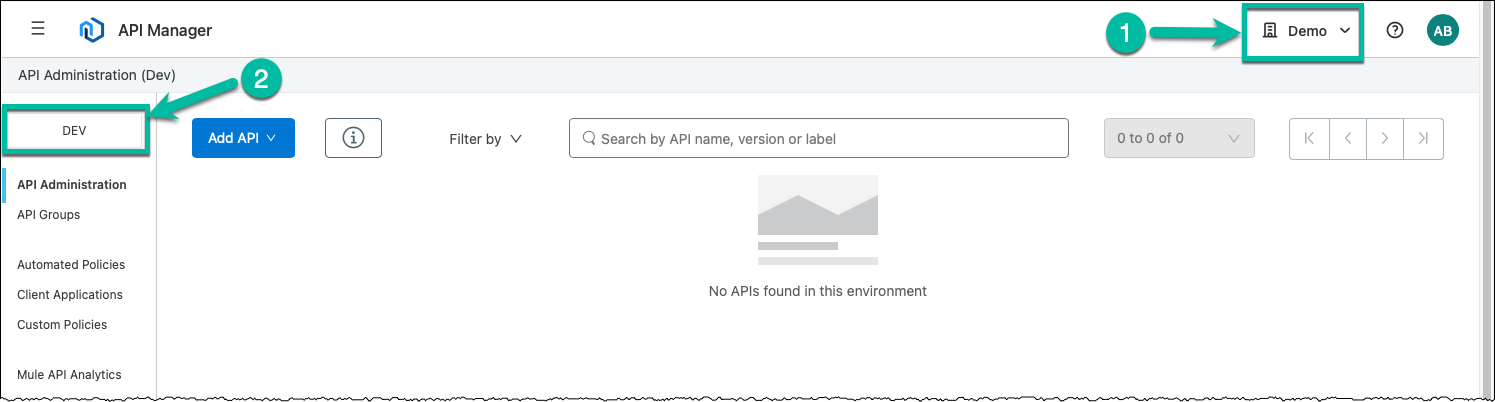 API Manager
1
Demo
AB
API Administration (Dev)
2
DEV
Add API
Filter by
Search by API name, version or label
0 to 0 of 0
API Administration
API Groups
Automated Policies
Client Applications
Custom Policies
Mule API Analytics
No APIs found in this environment